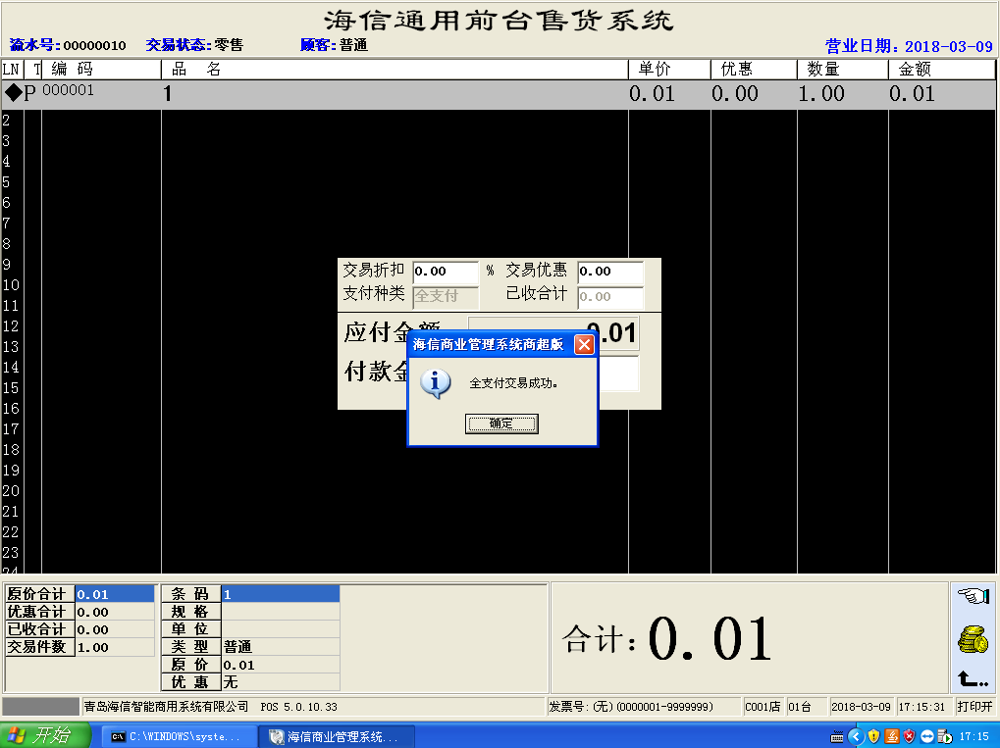 海信通用前台售货系统
流水号:00000010 交易状态:零售 顾客:普通 营业日期: 2018-03-09
LN T 编 码 品 名 单价 优惠 数量 金额
◆P 000001 1 0.01 0.00 1.00 0.01
2
3
4
5
6
7
8
9
10
11
12
13
14
15
16
17
18
19
20
21
22
23
24
交易折扣 0.00 % 交易优惠 0.00
支付种类 全支付 已收合计 0.00
应付金额 0.01
付款金
海信商业管理系统商超版
全支付交易成功。
确定
原价合计 0.01
优惠合计 0.00
已收合计 0.00
交易件数 1.00
条 码 1
规 格
单 位
类 型 普通
原 价 0.01
优 惠 无
合计: 0.01
青岛海信智能商用系统有限公司 POS 5.0.10.33 发票号:(无)(0000001-9999999) C001店 01台 2018-03-09 17:15:31 打印开
开始 C:\WINDOWS\syste... 海信商业管理系统... 17:15